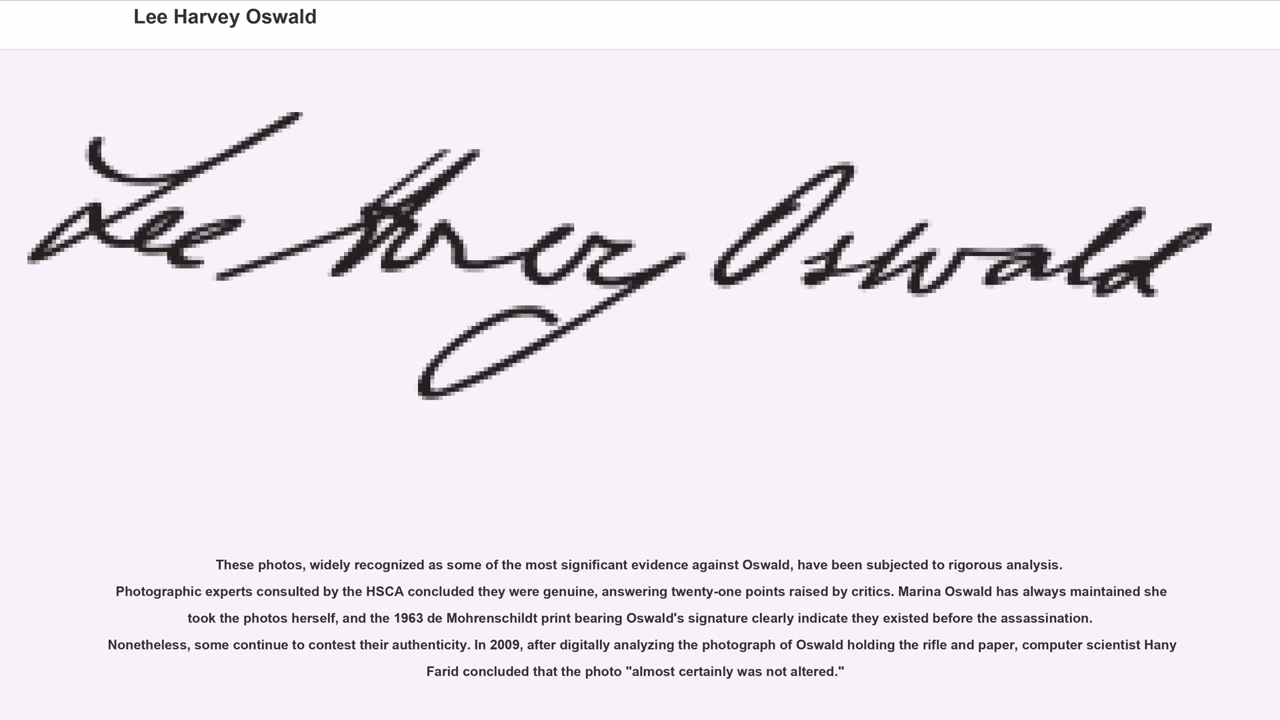 Lee Harvey Oswald
Lee Harvey Oswald
These photos, widely recognized as some of the most significant evidence against Oswald, have been subjected to rigorous analysis.
Photographic experts consulted by the HSCA concluded they were genuine, answering twenty-one points raised by critics. Marina Oswald has always maintained she
took the photos herself, and the 1963 de Mohrenschildt print bearing Oswald's signature clearly indicate they existed before the assassination.
Nonetheless, some continue to contest their authenticity. In 2009, after digitally analyzing the photograph of Oswald holding the rifle and paper, computer scientist Hany
Farid concluded that the photo "almost certainly was not altered."